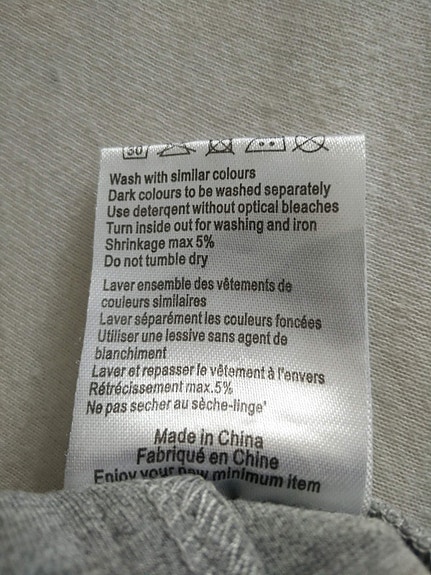 30
Wash with similar colours
Dark colours to be washed separately
Use detergent without optical bleaches
Turn inside out for washing and iron
Shrinkage max 5%
Do not tumble dry
Laver ensemble des vêtements de
couleurs similaires
Laver séparément les couleurs foncées
Utiliser une lessive sans agent de
blanchiment
Laver et repasser le vêtement à l'envers
Rétrécissement max.5%
Ne pas secher au sèche-linge'
Made in China
Fabriqué en Chine
Enjoy your new minimum item